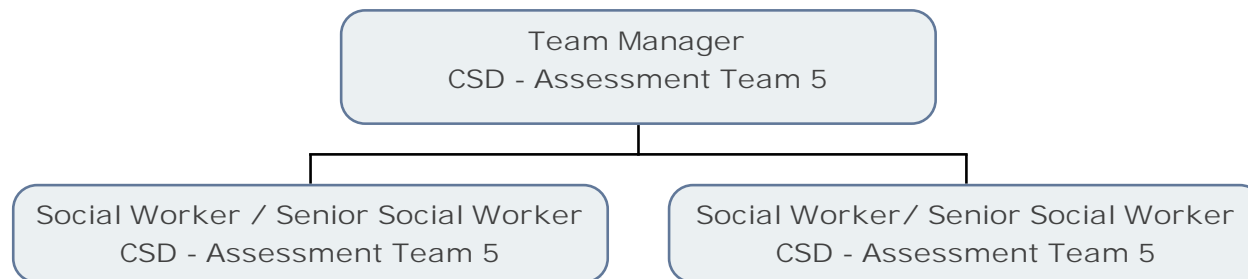 Team Manager
CSD - Assessment Team 5
Social Worker / Senior Social Worker
CSD - Assessment Team 5
Social Worker/ Senior Social Worker
CSD - Assessment Team 5